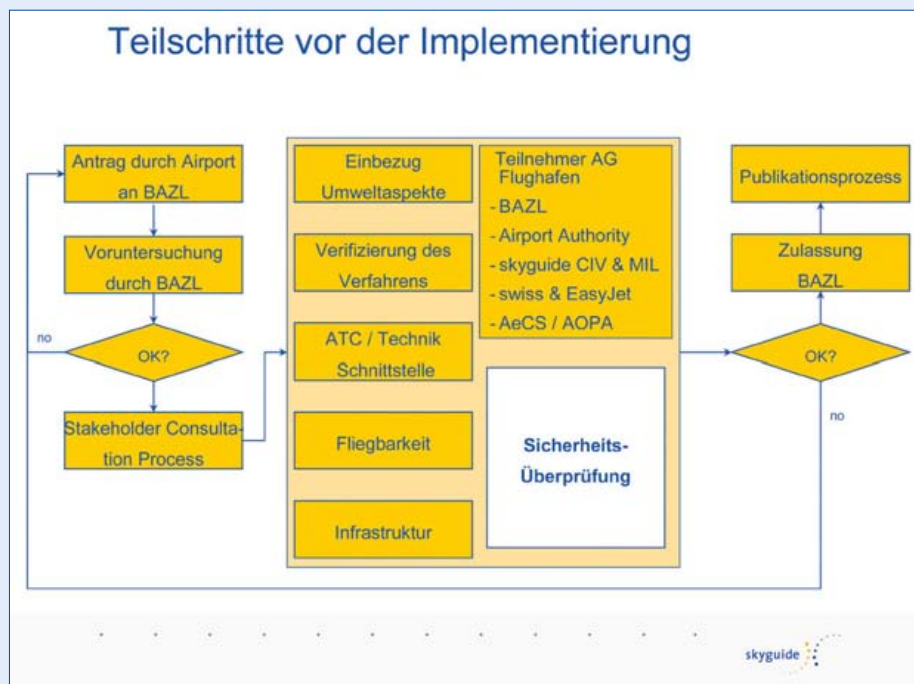 Teilschritte vor der Implementierung
Antrag durch Airport
an BAZL
Voruntersuchung
durch BAZL
no
OK?
Stakeholder Consulta-
tion Process
Einbezug
Umweltaspekte
Verifizierung des
Verfahrens
ATC / Technik
Schnittstelle
Fliegbarkeit
Infrastruktur
Teilnehmer AG
Flughafen
- BAZL
- Airport Authority
- skyguide CIV & MIL
- swiss & EasyJet
- AeCS / AOPA
Sicherheits-
Überprüfung
Publikationsprozess
Zulassung
BAZL
OK?
no
skyguide